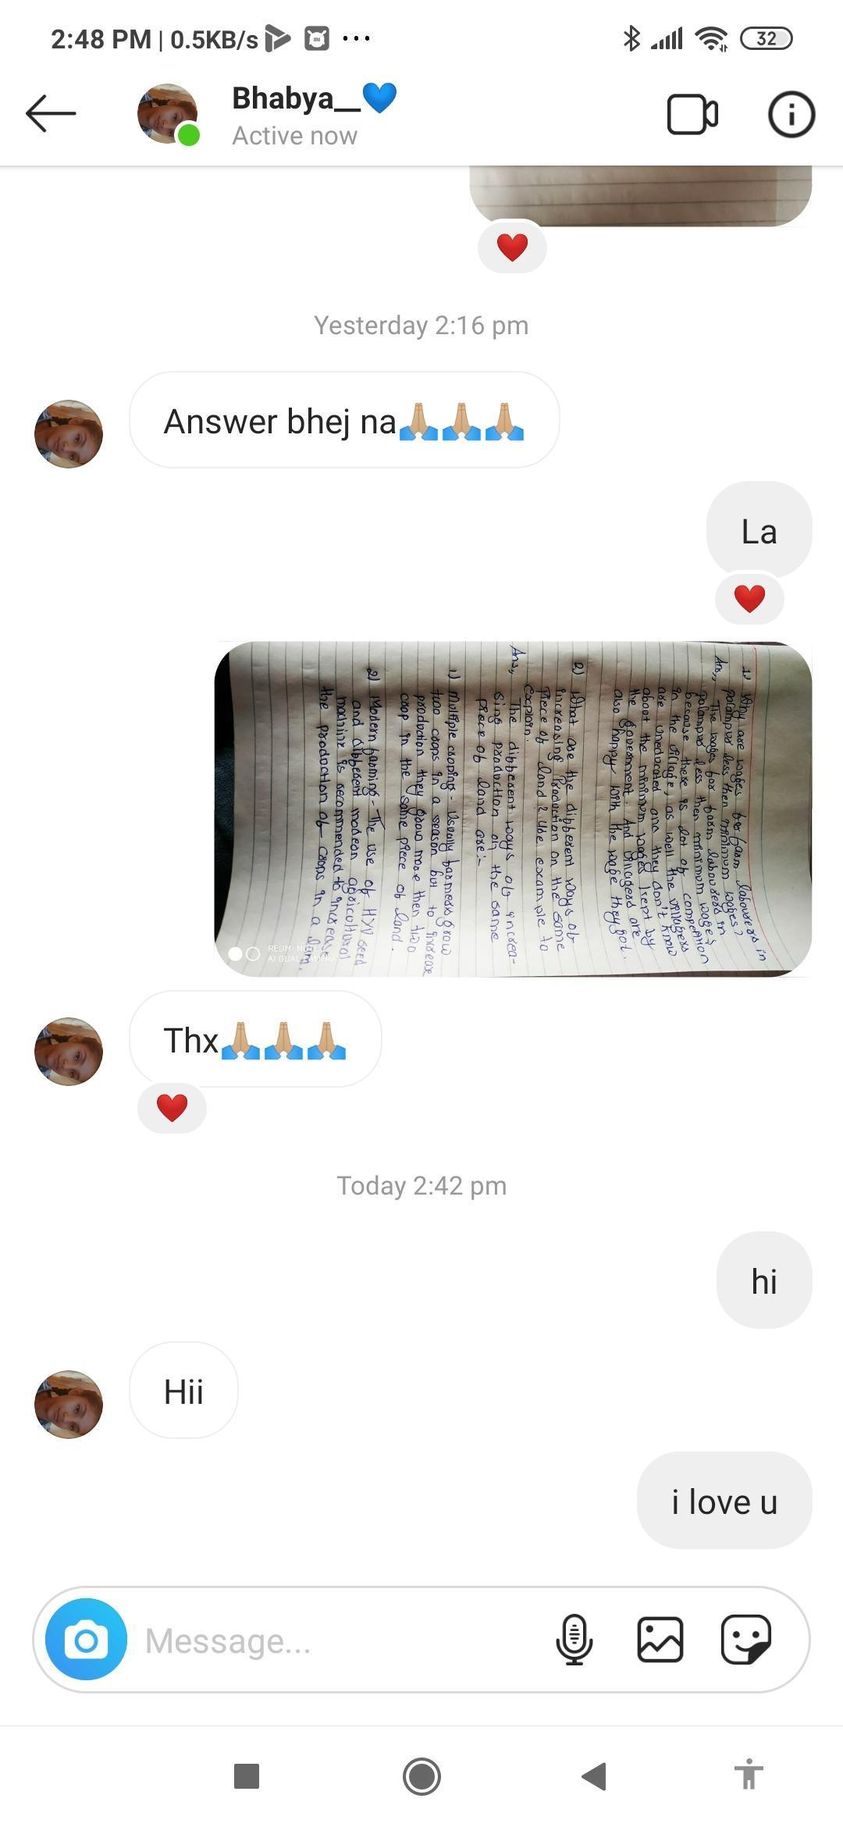 2:48 PM | 0.5KB/s
32
Bhabya__💙
Active now
Yesterday 2:16 pm
Answer bhej na🙏🙏🙏
La
1) Why are wages for farm labourers in
palampur less then minimum wages?
Ans,, The wages for farm labourers in
palampur less then minimum wages
because there is lot of competition
in the village, as well the villagers
are uneducated and they don't know
about the minimum wages sent by
the Government. And villagers are
also happy with the wage they got.
2) What are the different ways of
increasing production on the same
piece of land? Use example to
Ans, The different ways of increa-
sing production on the same
piece of land are:-
1) Multiple croping- Usually farmers grow
two crops in a season but to increase
production they grow more then two
crop in the same piece of land.
2) Modern farming- The use of HYV seed
and different modern agricultural
machine is recommended to increase
the production of crops in a
Thx🙏🙏🙏
Today 2:42 pm
hi
Hii
i love u
Message...